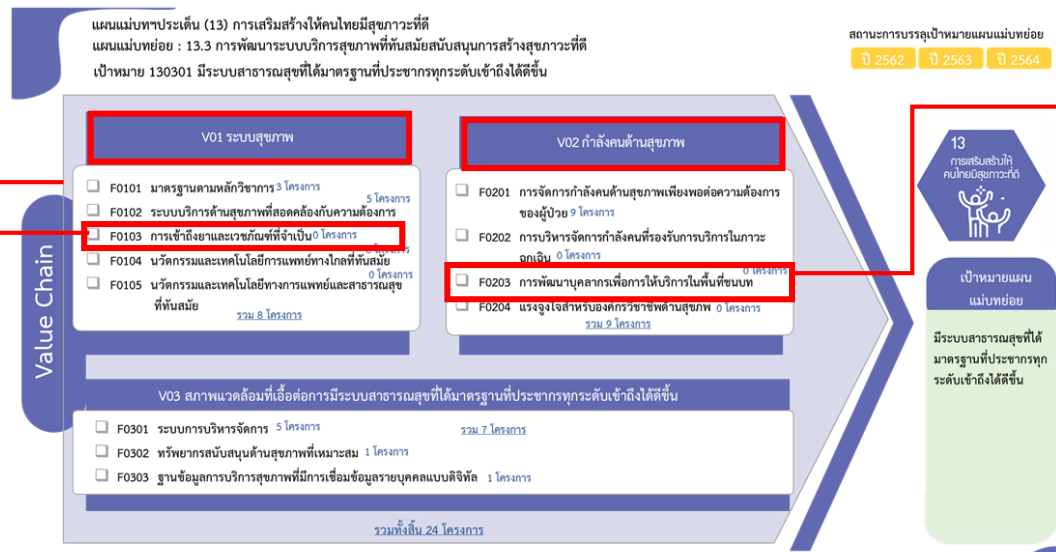 แผนแม่บทฯประเด็น (13) การเสริมสร้างให้คนไทยมีสุขภาวะที่ดี
แผนแม่บทย่อย : 13.3 การพัฒนาระบบบริการสุขภาพที่ทันสมัยสนับสนุนการสร้างสุขภาวะที่ดี
เป้าหมาย 130301 มีระบบสาธารณสุขที่ได้มาตรฐานที่ประชากรทุกระดับเข้าถึงได้ดีขึ้น
สถานะการบรรลุเป้าหมายแผนแม่บทย่อย
ปี 2562 ปี 2563 ปี 2564
Value Chain
V01 ระบบสุขภาพ
F0101 มาตรฐานตามหลักวิชาการ 3 โครงการ
5 โครงการ
F0102 ระบบบริการด้านสุขภาพที่สอดคล้องกับความต้องการ
F0103 การเข้าถึงยาและเวชภัณฑ์ที่จำเป็น 0 โครงการ
0 โครงการ
F0104 นวัตกรรมและเทคโนโลยีการแพทย์ทางไกลที่ทันสมัย
0 โครงการ
F0105 นวัตกรรมและเทคโนโลยีทางการแพทย์และสาธารณสุข
ที่ทันสมัย
รวม 8 โครงการ
V02 กำลังคนด้านสุขภาพ
F0201 การจัดการกำลังคนด้านสุขภาพเพียงพอต่อความต้องการ
ของผู้ป่วย 9 โครงการ
F0202 การบริหารจัดการกำลังคนที่รองรับการบริการในภาวะ
ฉุกเฉิน 0 โครงการ
0 โครงการ
F0203 การพัฒนาบุคลากรเพื่อการให้บริการในพื้นที่ชนบท
F0204 แรงจูงใจสำหรับองค์กรวิชาชีพด้านสุขภาพ 0 โครงการ
รวม 9 โครงการ
V03 สภาพแวดล้อมที่เอื้อต่อการมีระบบสาธารณสุขที่ได้มาตรฐานที่ประชากรทุกระดับเข้าถึงได้ดีขึ้น
F0301 ระบบการบริหารจัดการ 5 โครงการ
รวม 7 โครงการ
F0302 ทรัพยากรสนับสนุนด้านสุขภาพที่เหมาะสม 1 โครงการ
F0303 ฐานข้อมูลการบริการสุขภาพที่มีการเชื่อมข้อมูลรายบุคคลแบบดิจิทัล 1 โครงการ
รวมทั้งสิ้น 24 โครงการ
13
การเสริมสร้างให้
คนไทยมีสุขภาวะที่ดี
เป้าหมายแผน
แม่บทย่อย
มีระบบสาธารณสุขที่ได้
มาตรฐานที่ประชากรทุก
ระดับเข้าถึงได้ดีขึ้น